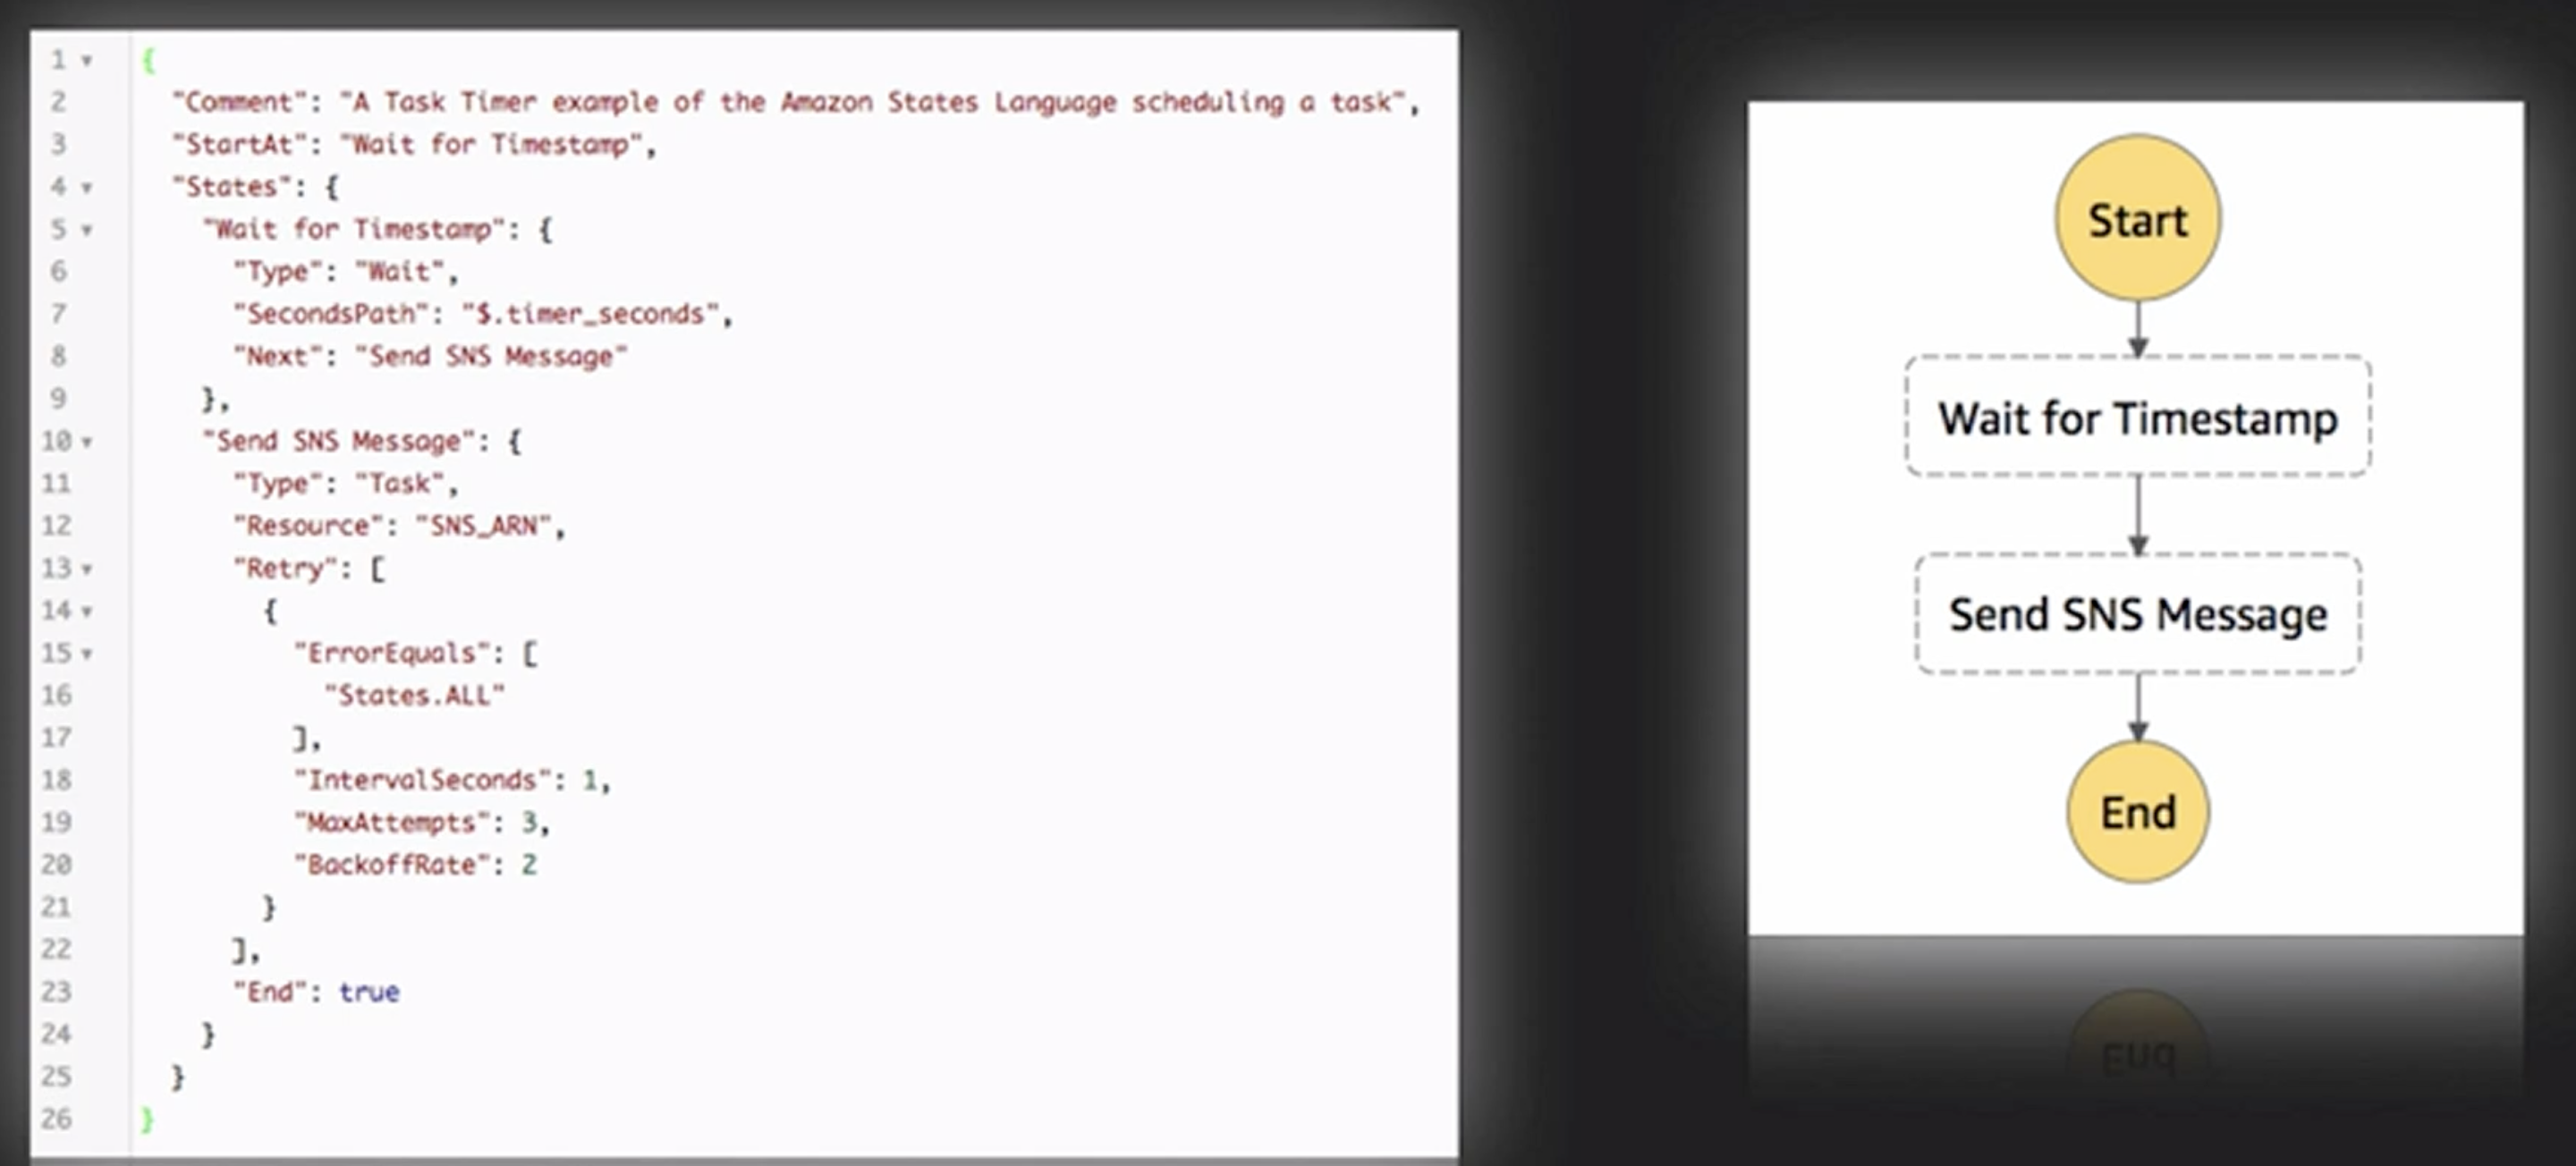 1 {
2 "Comment": "A Task Timer example of the Amazon States Language scheduling a task",
3 "StartAt": "Wait for Timestamp",
4 "States": {
5 "Wait for Timestamp": {
6 "Type": "Wait",
7 "SecondsPath": "$.timer_seconds",
8 "Next": "Send SNS Message"
9 },
10 "Send SNS Message": {
11 "Type": "Task",
12 "Resource": "SNS_ARN",
13 "Retry": [
14 {
15 "ErrorEquals": [
16 "States.ALL"
17 ],
18 "IntervalSeconds": 1,
19 "MaxAttempts": 3,
20 "BackoffRate": 2
21 }
22 ],
23 "End": true
24 }
25 }
26 }
Start
Wait for Timestamp
Send SNS Message
End